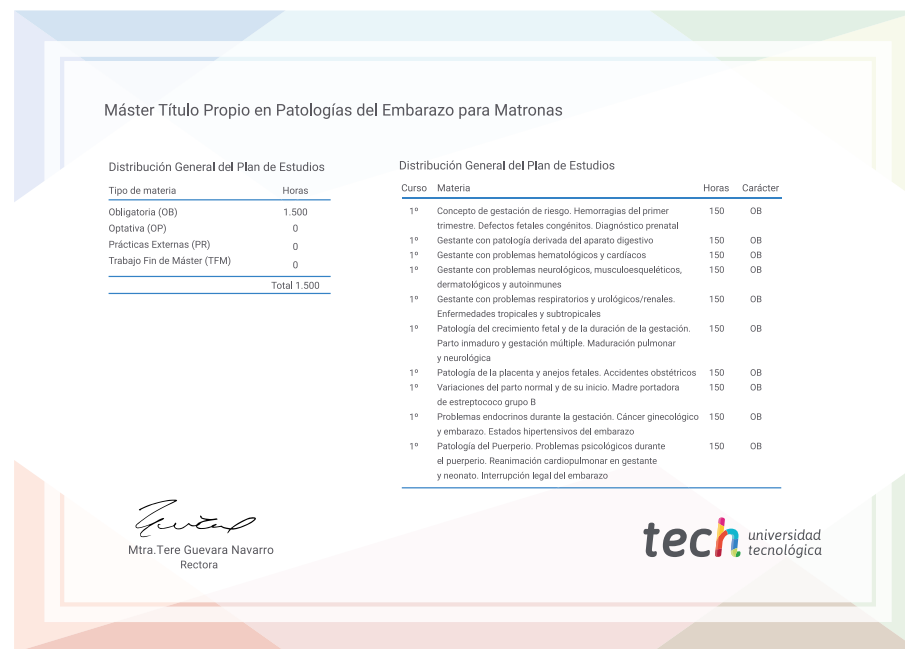 Máster Título Propio en Patologías del Embarazo para Matronas
Distribución General del Plan de Estudios
Tipo de materia Horas
Obligatoria (OB) 1.500
Optativa (OP) 0
Prácticas Externas (PR) 0
Trabajo Fin de Máster (TFM) 0
Total 1.500
Distribución General del Plan de Estudios
Curso Materia Horas Carácter
1º Concepto de gestación de riesgo. Hemorragias del primer 150 OB
trimestre. Defectos fetales congénitos. Diagnóstico prenatal
1º Gestante con patología derivada del aparato digestivo 150 OB
1º Gestante con problemas hematológicos y cardíacos 150 OB
1º Gestante con problemas neurológicos, musculoesqueléticos, 150 OB
dermatológicos y autoinmunes
1º Gestante con problemas respiratorios y urológicos/renales. 150 OB
Enfermedades tropicales y subtropicales
1º Patología del crecimiento fetal y de la duración de la gestación. 150 OB
Parto inmaduro y gestación múltiple. Maduración pulmonar
y neurológica
1º Patología de la placenta y anejos fetales. Accidentes obstétricos 150 OB
1º Variaciones del parto normal y de su inicio. Madre portadora 150 OB
de estreptococo grupo B
1º Problemas endocrinos durante la gestación. Cáncer ginecológico 150 OB
y embarazo. Estados hipertensivos del embarazo
1º Patología del Puerperio. Problemas psicológicos durante 150 OB
el puerperio. Reanimación cardiopulmonar en gestante
y neonato. Interrupción legal del embarazo
Mtra.Tere Guevara Navarro
Rectora
tech universidad
tecnológica